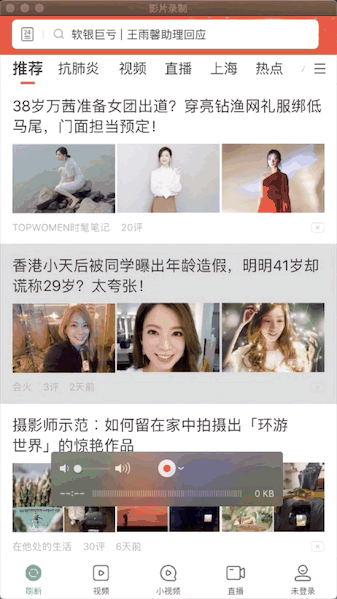 影片录制
24
软银巨亏 | 王雨馨助理回应
推荐 抗肺炎 视频 直播 上海 热点
38岁万茜准备女团出道？穿亮钻渔网礼服绑低
马尾，门面担当预定！
TOPWOMEN时髦笔记 20评
香港小天后被同学曝出年龄造假，明明41岁却
谎称29岁？太夸张！
会火 3评 2天前
摄影师示范：如何留在家中拍摄出「环游
世界」的惊艳作品
--:-- 0 KB
在他处的生活 30评 6天前
刷新 视频 小视频 直播 未登录